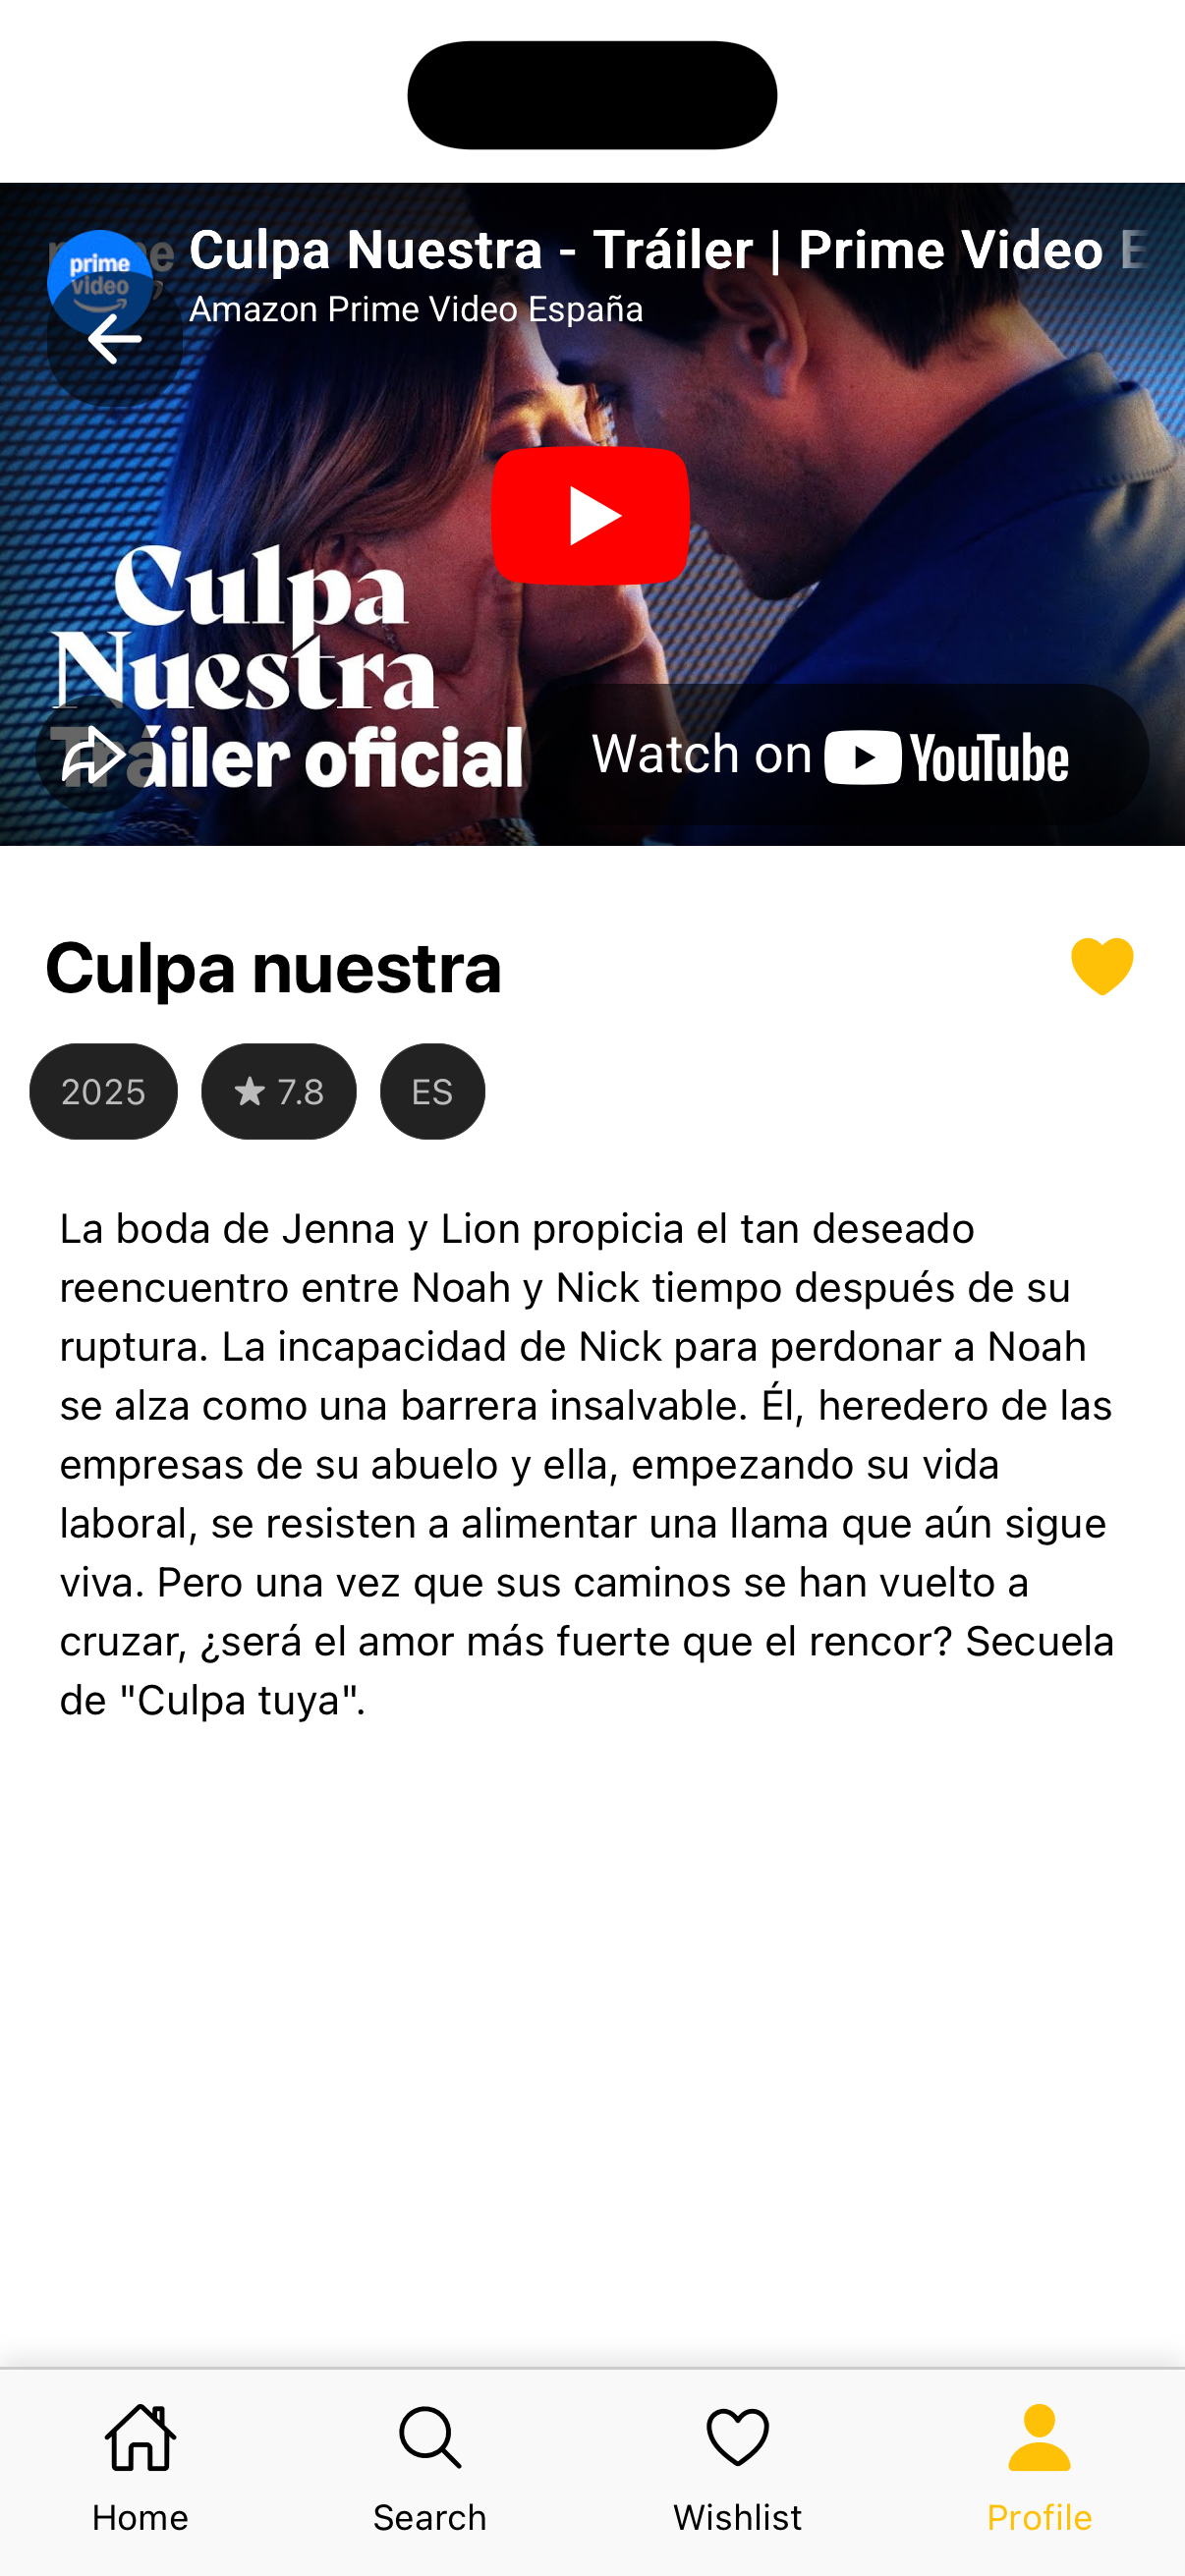 prime
video
Culpa Nuestra - Tráiler | Prime Video E
Amazon Prime Video España
Culpa
Nuestra
Tráiler oficial
Watch on YouTube
Culpa nuestra
2025
7.8
ES
La boda de Jenna y Lion propicia el tan deseado
reencuentro entre Noah y Nick tiempo después de su
ruptura. La incapacidad de Nick para perdonar a Noah
se alza como una barrera insalvable. Él, heredero de las
empresas de su abuelo y ella, empezando su vida
laboral, se resisten a alimentar una llama que aún sigue
viva. Pero una vez que sus caminos se han vuelto a
cruzar, ¿será el amor más fuerte que el rencor? Secuela
de "Culpa tuya".
Home
Search
Wishlist
Profile